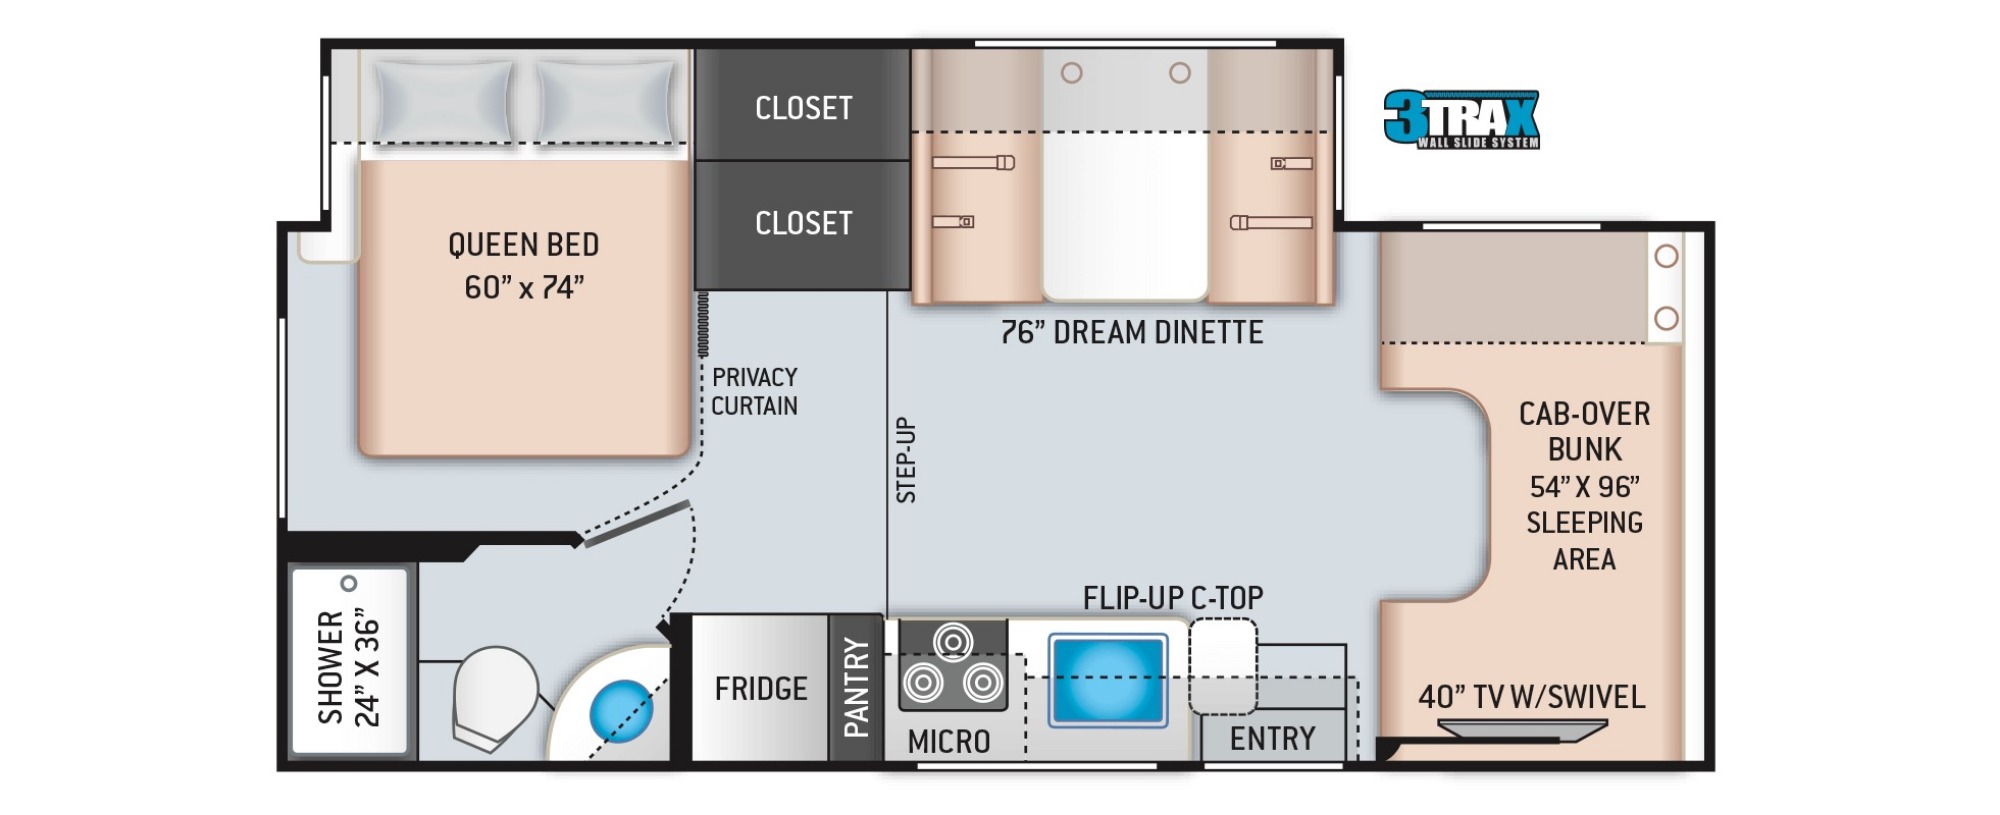 CLOSET
3TRAX
WALL SLIDE SYSTEM
CLOSET
QUEEN BED
60” x 74”
76” DREAM DINETTE
PRIVACY
CURTAIN
STEP-UP
CAB-OVER
BUNK
54” X 96”
SLEEPING
AREA
FLIP-UP C-TOP
SHOWER
24” X 36”
FRIDGE
PANTRY
MICRO
ENTRY
40” TV W/SWIVEL